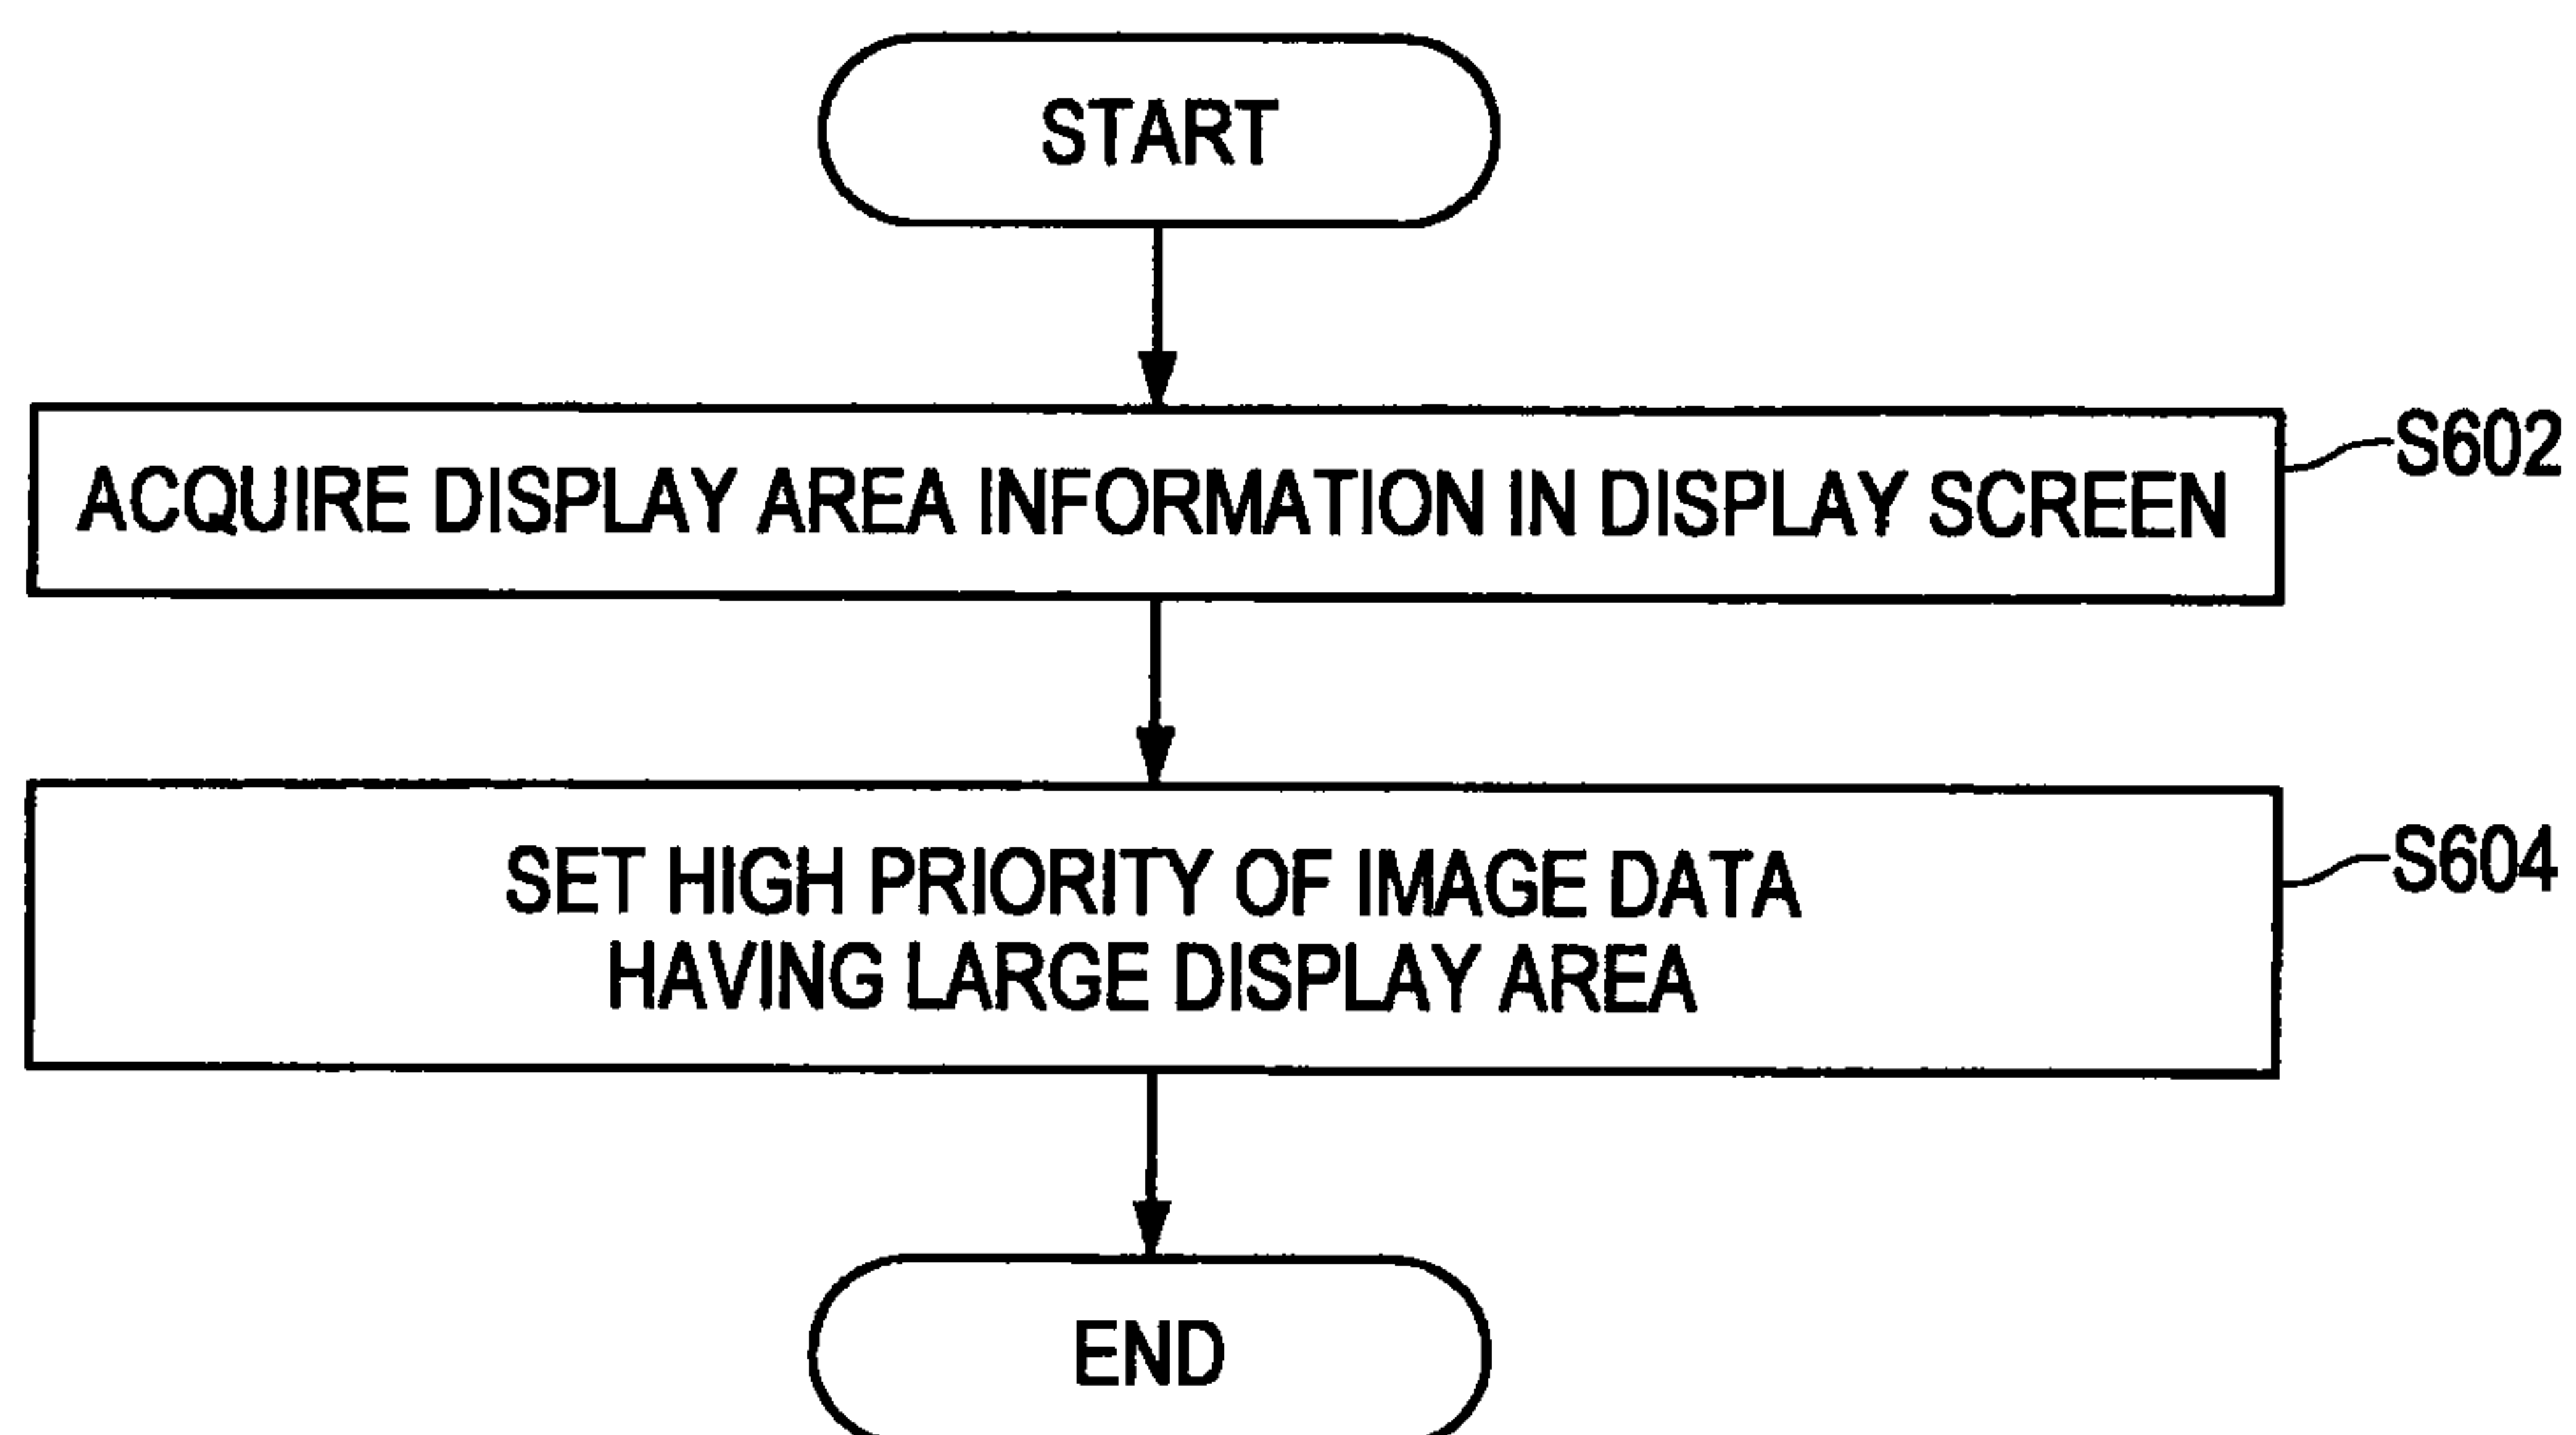 START
ACQUIRE DISPLAY AREA INFORMATION IN DISPLAY SCREEN
S602
SET HIGH PRIORITY OF IMAGE DATA
HAVING LARGE DISPLAY AREA
S604
END